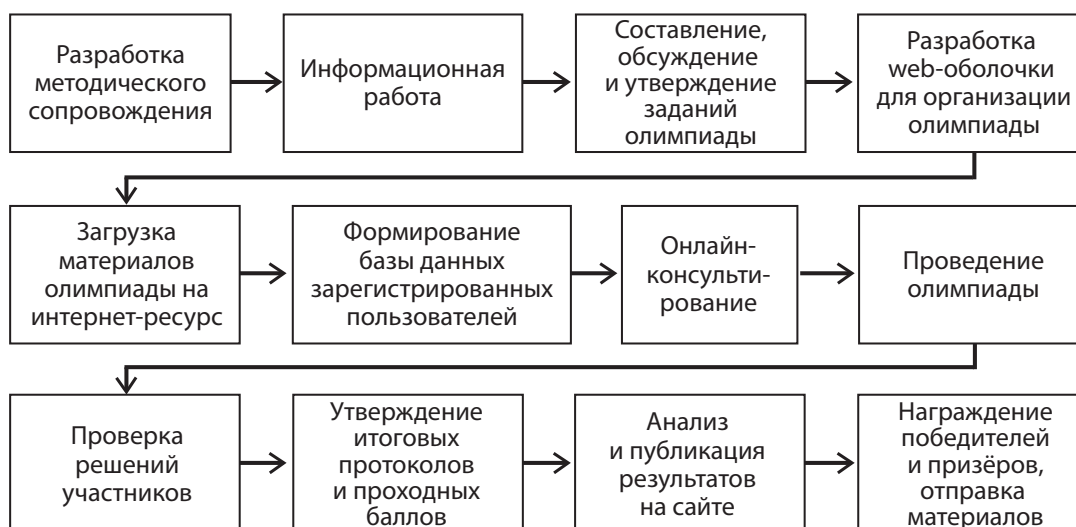 Разработка
методического
сопровождения
Информационная
работа
Составление,
обсуждение
и утверждение
заданий
олимпиады
Разработка
web-оболочки
для организации
олимпиады
Загрузка
материалов
олимпиады на
интернет-ресурс
Формирование
базы данных
зарегистрированных
пользователей
Онлайн-
консульти-
рование
Проведение
олимпиады
Проверка
решений
участников
Утверждение
итоговых
протоколов
и проходных
баллов
Анализ
и публикация
результатов
на сайте
Награждение
победителей
и призёров,
отправка
материалов